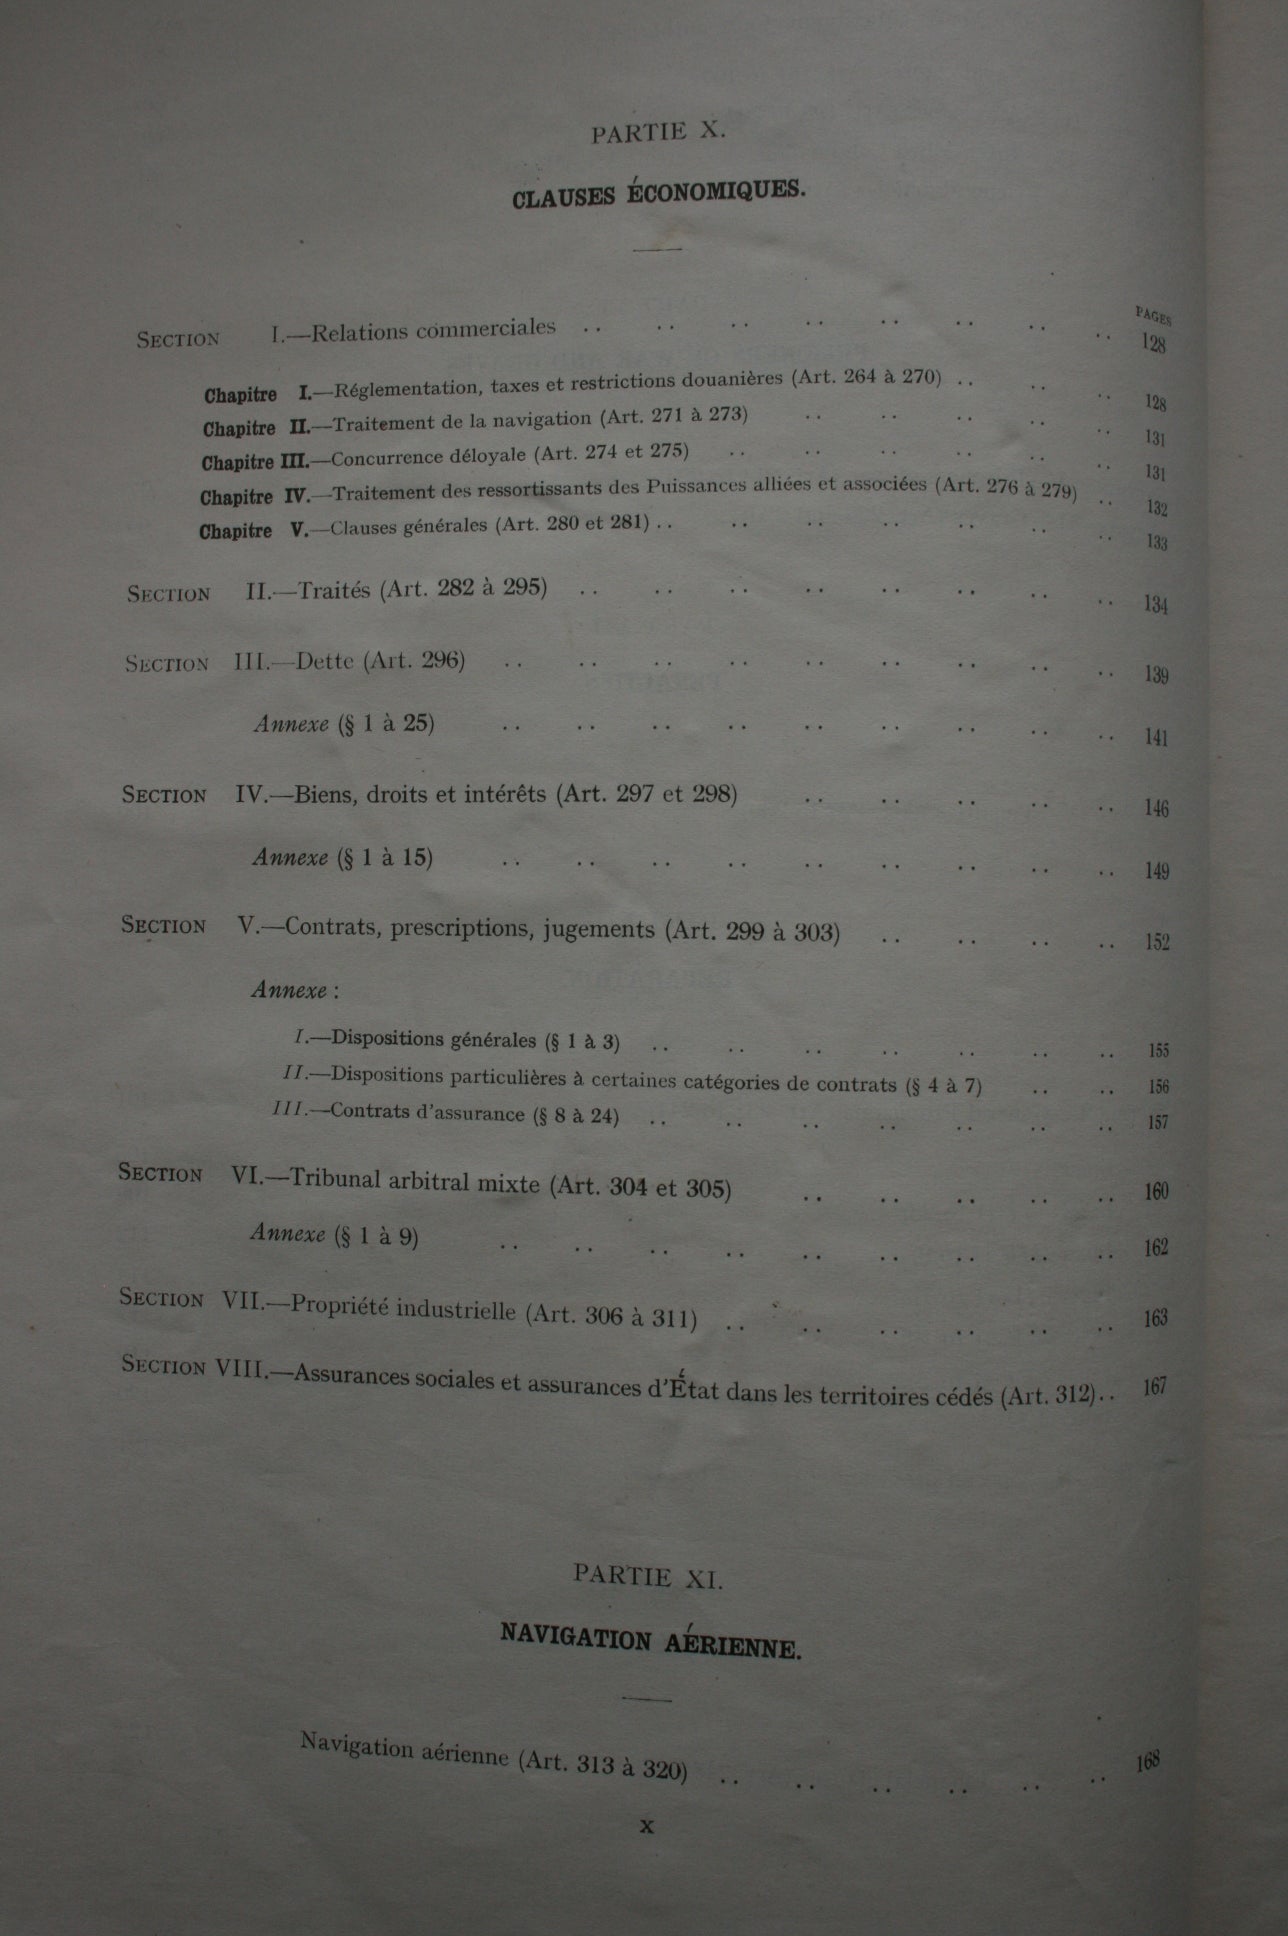 PARTIE X.
CLAUSES ÉCONOMIQUES.
PAGES
SECTION I.—Relations commerciales .. .. .. .. .. .. .. .. 128
Chapitre I.—Réglementation, taxes et restrictions douanières (Art. 264 à 270) .. .. .. 128
Chapitre II.—Traitement de la navigation (Art. 271 à 273) .. .. .. .. .. 131
Chapitre III.—Concurrence déloyale (Art. 274 et 275) .. .. .. .. .. .. 131
Chapitre IV.—Traitement des ressortissants des Puissances alliées et associées (Art. 276 à 279) .. 132
Chapitre V.—Clauses générales (Art. 280 et 281) .. .. .. .. .. .. .. 133
SECTION II.—Traités (Art. 282 à 295) .. .. .. .. .. .. .. .. 134
SECTION III.—Dette (Art. 296) .. .. .. .. .. .. .. .. .. 139
Annexe (§ 1 à 25) .. .. .. .. .. .. .. .. .. 141
SECTION IV.—Biens, droits et intérêts (Art. 297 et 298) .. .. .. .. .. 146
Annexe (§ 1 à 15) .. .. .. .. .. .. .. .. .. 149
SECTION V.—Contrats, prescriptions, jugements (Art. 299 à 303) .. .. .. .. 152
Annexe :
I.—Dispositions générales (§ 1 à 3) .. .. .. .. .. .. .. 155
II.—Dispositions particulières à certaines catégories de contrats (§ 4 à 7) .. .. 156
III.—Contrats d'assurance (§ 8 à 24) .. .. .. .. .. .. .. 157
SECTION VI.—Tribunal arbitral mixte (Art. 304 et 305) .. .. .. .. .. 160
Annexe (§ 1 à 9) .. .. .. .. .. .. .. .. .. 162
SECTION VII.—Propriété industrielle (Art. 306 à 311) .. .. .. .. .. .. 163
SECTION VIII.—Assurances sociales et assurances d'État dans les territoires cédés (Art. 312) .. 167
PARTIE XI.
NAVIGATION AÉRIENNE.
Navigation aérienne (Art. 313 à 320) .. .. .. .. .. .. 168
x